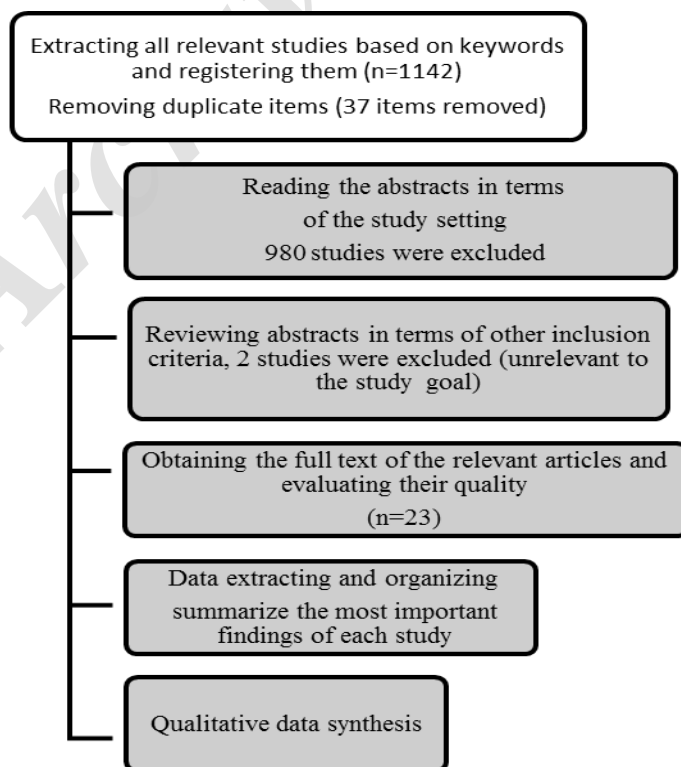 Extracting all relevant studies based on keywords
and registering them (n=1142)
Removing duplicate items (37 items removed)
Reading the abstracts in terms
of the study setting
980 studies were excluded
Reviewing abstracts in terms of other inclusion
criteria, 2 studies were excluded (unrelevant to
the study goal)
Obtaining the full text of the relevant articles and
evaluating their quality
(n=23)
Data extracting and organizing
summarize the most important
findings of each study
Qualitative data synthesis